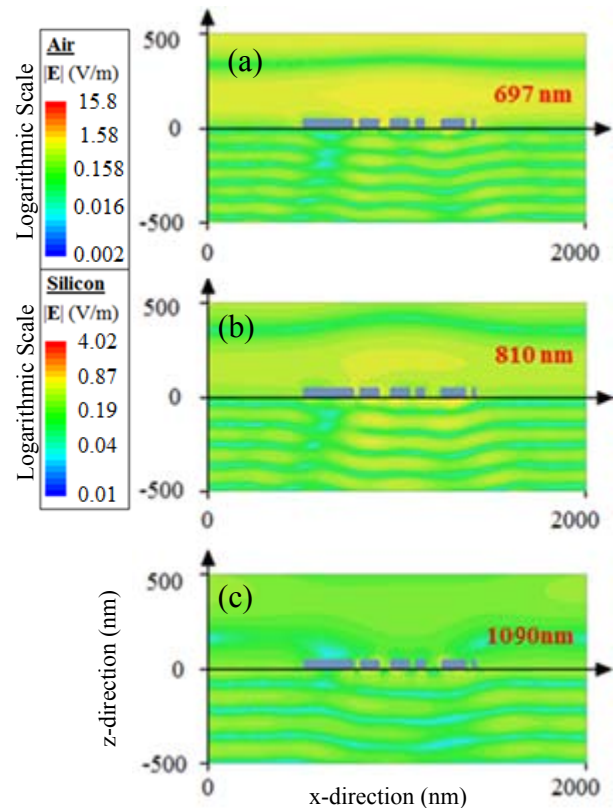 Air
|E| (V/m)
15.8
1.58
0.158
0.016
0.002
Logarithmic Scale
Silicon
|E| (V/m)
4.02
0.87
0.19
0.04
0.01
Logarithmic Scale
500
(a)
697 nm
0
-500
0
2000
500
(b)
810 nm
0
-500
0
2000
500
(c)
1090nm
0
-500
0
2000
z-direction (nm)
x-direction (nm)